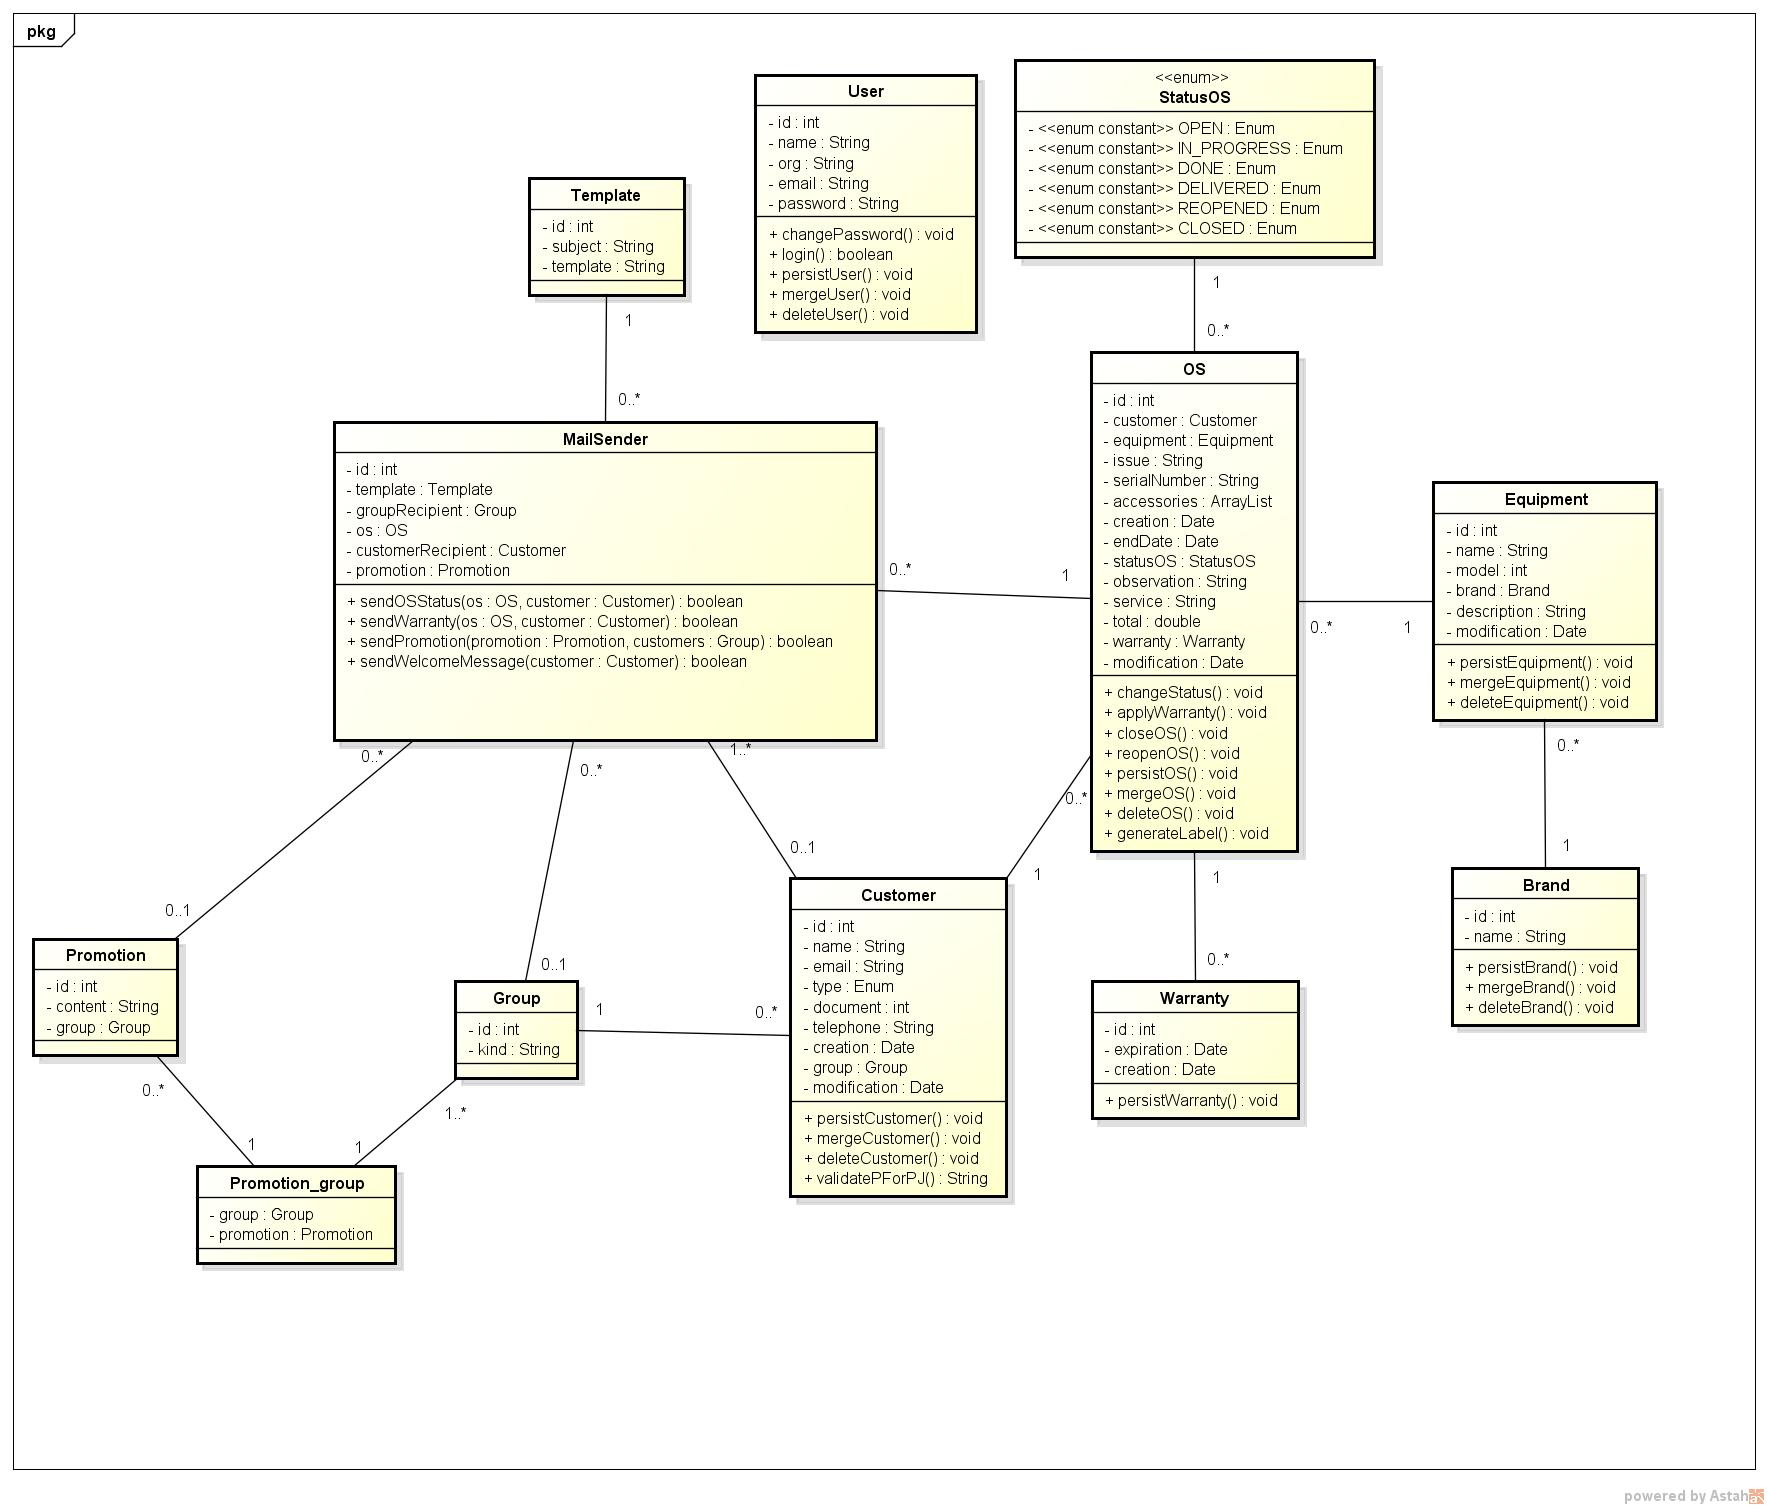 pkg
User
- id : int
- name : String
- org : String
- email : String
- password : String
+ changePassword() : void
+ login() : boolean
+ persistUser() : void
+ mergeUser() : void
+ deleteUser() : void
<<enum>>
StatusOS
- <<enum constant>> OPEN : Enum
- <<enum constant>> IN_PROGRESS : Enum
- <<enum constant>> DONE : Enum
- <<enum constant>> DELIVERED : Enum
- <<enum constant>> REOPENED : Enum
- <<enum constant>> CLOSED : Enum
1
0..*
Template
- id : int
- subject : String
- template : String
1
0..*
MailSender
- id : int
- template : Template
- groupRecipient : Group
- os : OS
- customerRecipient : Customer
- promotion : Promotion
+ sendOSStatus(os : OS, customer : Customer) : boolean
+ sendWarranty(os : OS, customer : Customer) : boolean
+ sendPromotion(promotion : Promotion, customers : Group) : boolean
+ sendWelcomeMessage(customer : Customer) : boolean
0..*
1
OS
- id : int
- customer : Customer
- equipment : Equipment
- issue : String
- serialNumber : String
- accessories : ArrayList
- creation : Date
- endDate : Date
- statusOS : StatusOS
- observation : String
- service : String
- total : double
- warranty : Warranty
- modification : Date
+ changeStatus() : void
+ applyWarranty() : void
+ closeOS() : void
+ reopenOS() : void
+ persistOS() : void
+ mergeOS() : void
+ deleteOS() : void
+ generateLabel() : void
0..*
1
Equipment
- id : int
- name : String
- model : int
- brand : Brand
- description : String
- modification : Date
+ persistEquipment() : void
+ mergeEquipment() : void
+ deleteEquipment() : void
0..*
1
Brand
- id : int
- name : String
+ persistBrand() : void
+ mergeBrand() : void
+ deleteBrand() : void
0..*
0..*
1..*
0..1
0..1
0..1
0..*
1
1
0..*
Promotion
- id : int
- content : String
- group : Group
Group
- id : int
- kind : String
1
0..*
Customer
- id : int
- name : String
- email : String
- type : Enum
- document : int
- telephone : String
- creation : Date
- group : Group
- modification : Date
+ persistCustomer() : void
+ mergeCustomer() : void
+ deleteCustomer() : void
+ validatePForPJ() : String
Warranty
- id : int
- expiration : Date
- creation : Date
+ persistWarranty() : void
0..*
1
1..*
1
Promotion_group
- group : Group
- promotion : Promotion
powered by Astah